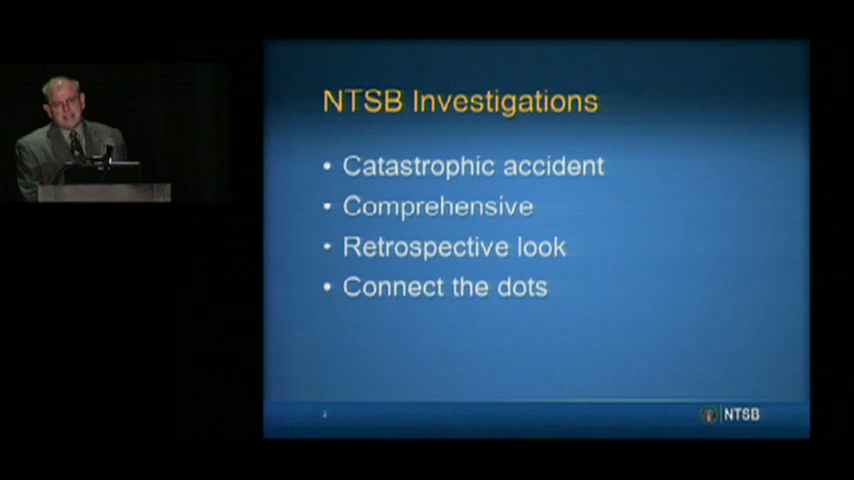 NTSB Investigations
• Catastrophic accident
• Comprehensive
• Retrospective look
• Connect the dots
NTSB